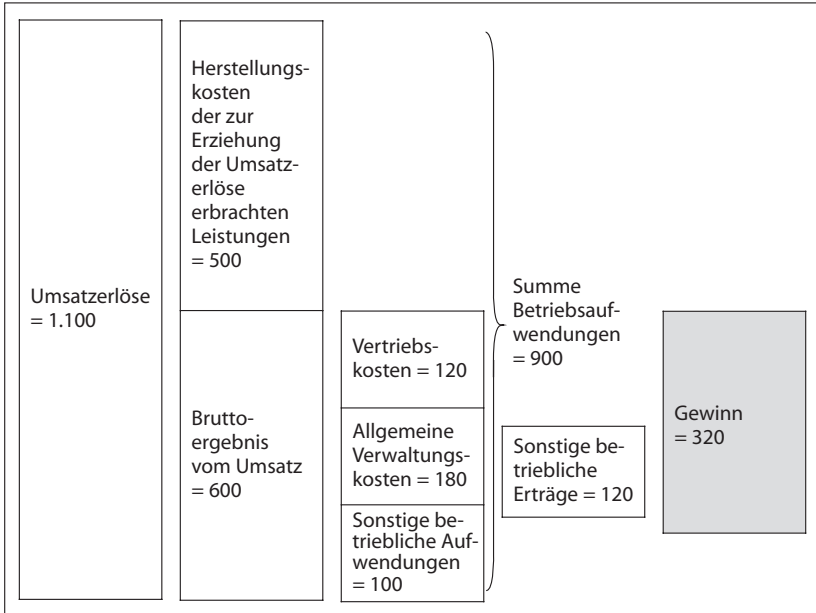 Umsatzerlöse
= 1.100
Herstellungs-
kosten
der zur
Erziehung
der Umsatz-
erlöse
erbrachten
Leistungen
= 500
Brutto-
ergebnis
vom Umsatz
= 600
Vertriebs-
kosten = 120
Allgemeine
Verwaltungs-
kosten = 180
Sonstige be-
triebliche Auf-
wendungen
= 100
Summe
Betriebsauf-
wendungen
= 900
Sonstige be-
triebliche
Erträge = 120
Gewinn
= 320